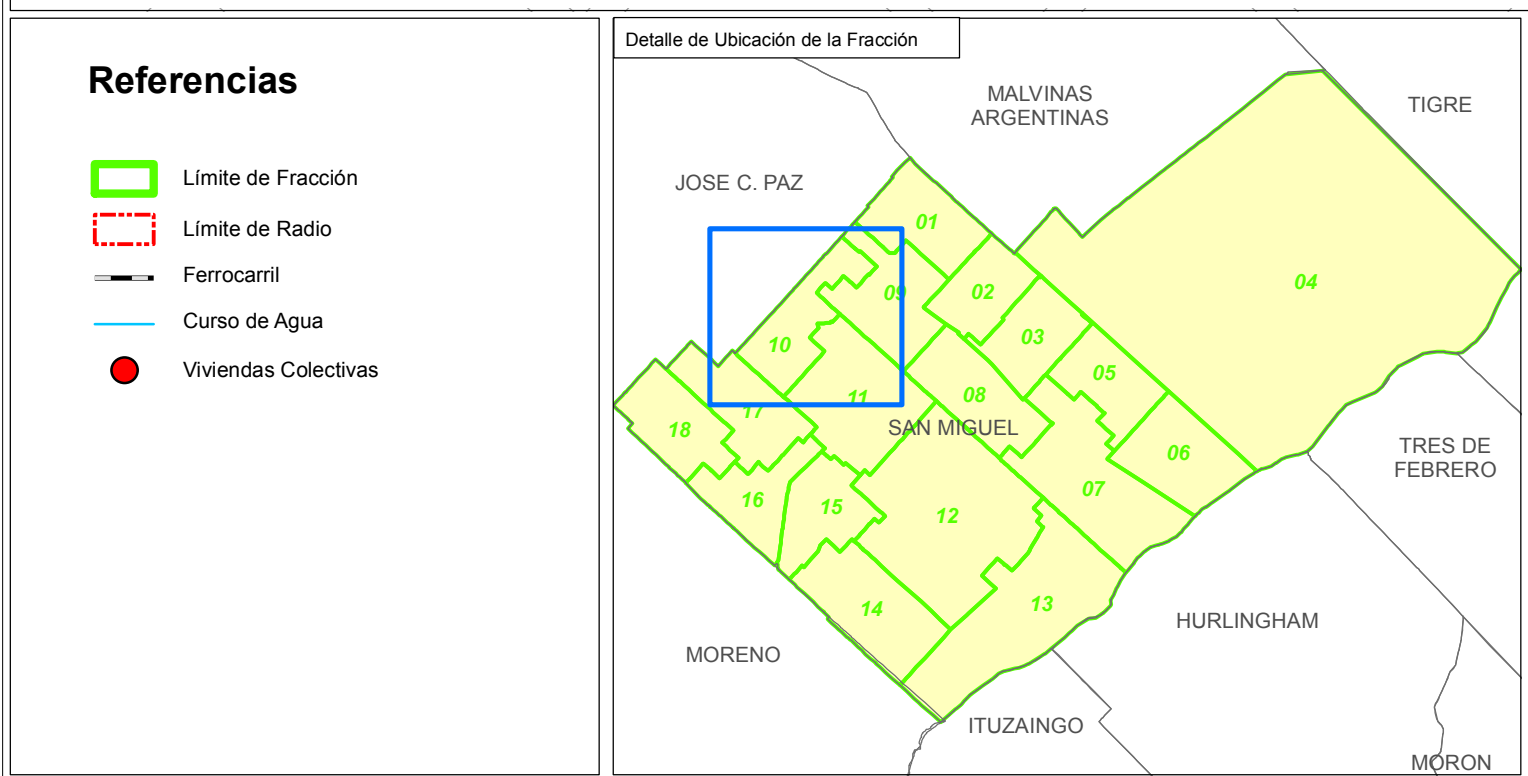 Referencias
Límite de Fracción
Límite de Radio
Ferrocarril
Curso de Agua
Viviendas Colectivas
Detalle de Ubicación de la Fracción
MALVINAS
ARGENTINAS
TIGRE
JOSE C. PAZ
01
04
09
02
03
10
05
11
08
17
SAN MIGUEL
18
06
TRES DE
FEBRERO
16
15
12
07
14
13
HURLINGHAM
MORENO
ITUZAINGO
MORON